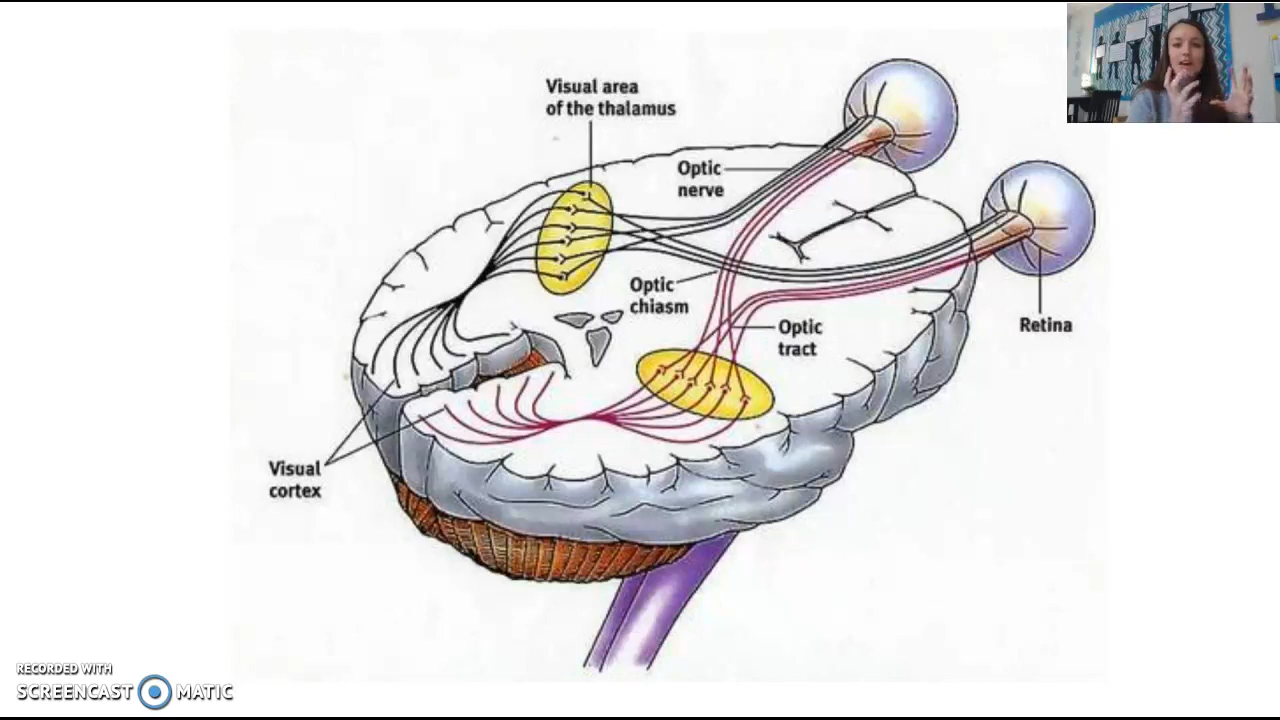 Visual area
of the thalamus
Optic
nerve
Optic
chiasm
Optic
tract
Retina
Visual
cortex
RECORDED WITH
SCREENCAST MATIC